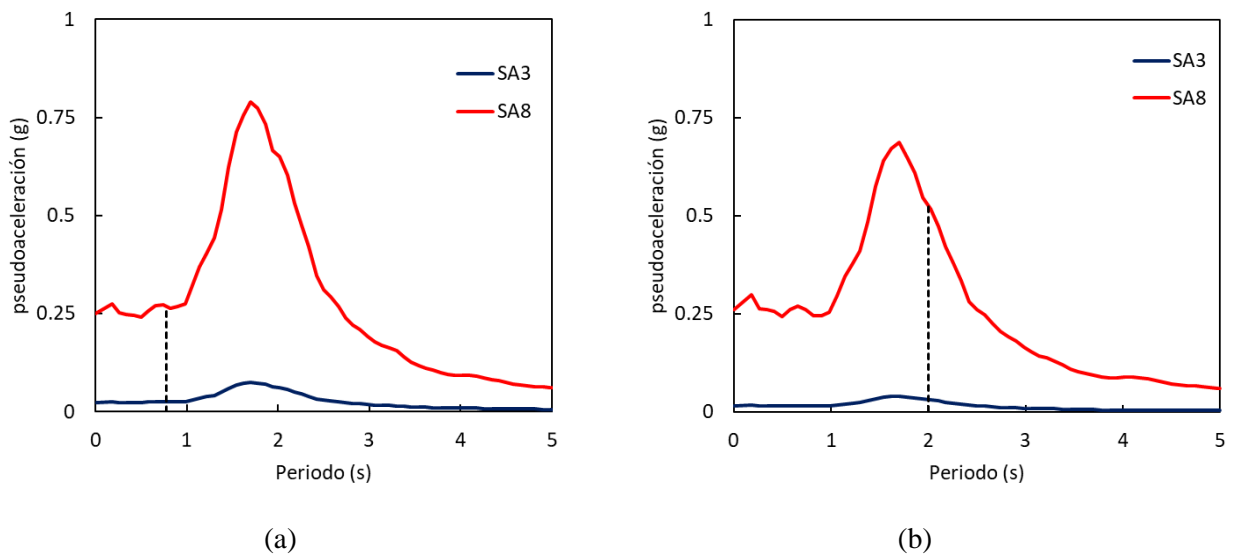 1
0.75
0.5
0.25
0
pseudoaceleración (g)
SA3
SA8
0 1 2 3 4 5
Periodo (s)
(a)
1
0.75
0.5
0.25
0
pseudoaceleración (g)
SA3
SA8
0 1 2 3 4 5
Periodo (s)
(b)